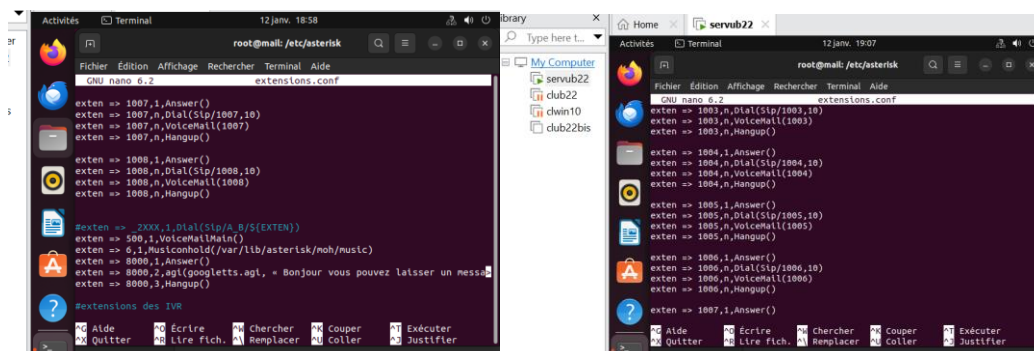 Activités Terminal 12 janv. 18:58
root@mail: /etc/asterisk
Fichier Édition Affichage Rechercher Terminal Aide
GNU nano 6.2 extensions.conf
exten => 1007,1,Answer()
exten => 1007,n,Dial(Sip/1007,10)
exten => 1007,n,VoiceMail(1007)
exten => 1007,n,Hangup()
exten => 1008,1,Answer()
exten => 1008,n,Dial(Sip/1008,10)
exten => 1008,n,VoiceMail(1008)
exten => 1008,n,Hangup()
#exten => _2XXX,1,Dial(Sip/A_B/${EXTEN})
exten => 500,1,VoiceMailMain()
exten => 6,1,Musiconhold(/var/lib/asterisk/moh/music)
exten => 8000,1,Answer()
exten => 8000,2,agi(googletts.agi, « Bonjour vous pouvez laisser un messa>
exten => 8000,3,Hangup()
#extensions des IVR
^G Aide ^O Écrire ^W Chercher ^K Couper ^T Exécuter
^X Quitter ^R Lire fich. ^\ Remplacer ^U Coller ^J Justifier
ibrary ×
Type here t...
My Computer
servub22
club22
clwin10
club22bis
Home × servub22 ×
Activités Terminal 12 janv. 19:07
root@mail: /etc/asterisk
Fichier Édition Affichage Rechercher Terminal Aide
GNU nano 6.2 extensions.conf
exten => 1003,n,Dial(Sip/1003,10)
exten => 1003,n,VoiceMail(1003)
exten => 1003,n,Hangup()
exten => 1004,1,Answer()
exten => 1004,n,Dial(Sip/1004,10)
exten => 1004,n,VoiceMail(1004)
exten => 1004,n,Hangup()
exten => 1005,1,Answer()
exten => 1005,n,Dial(Sip/1005,10)
exten => 1005,n,VoiceMail(1005)
exten => 1005,n,Hangup()
exten => 1006,1,Answer()
exten => 1006,n,Dial(Sip/1006,10)
exten => 1006,n,VoiceMail(1006)
exten => 1006,n,Hangup()
exten => 1007,1,Answer()
^G Aide ^O Écrire ^W Chercher ^K Couper ^T Exécuter
^X Quitter ^R Lire fich. ^\ Remplacer ^U Coller ^J Justifier